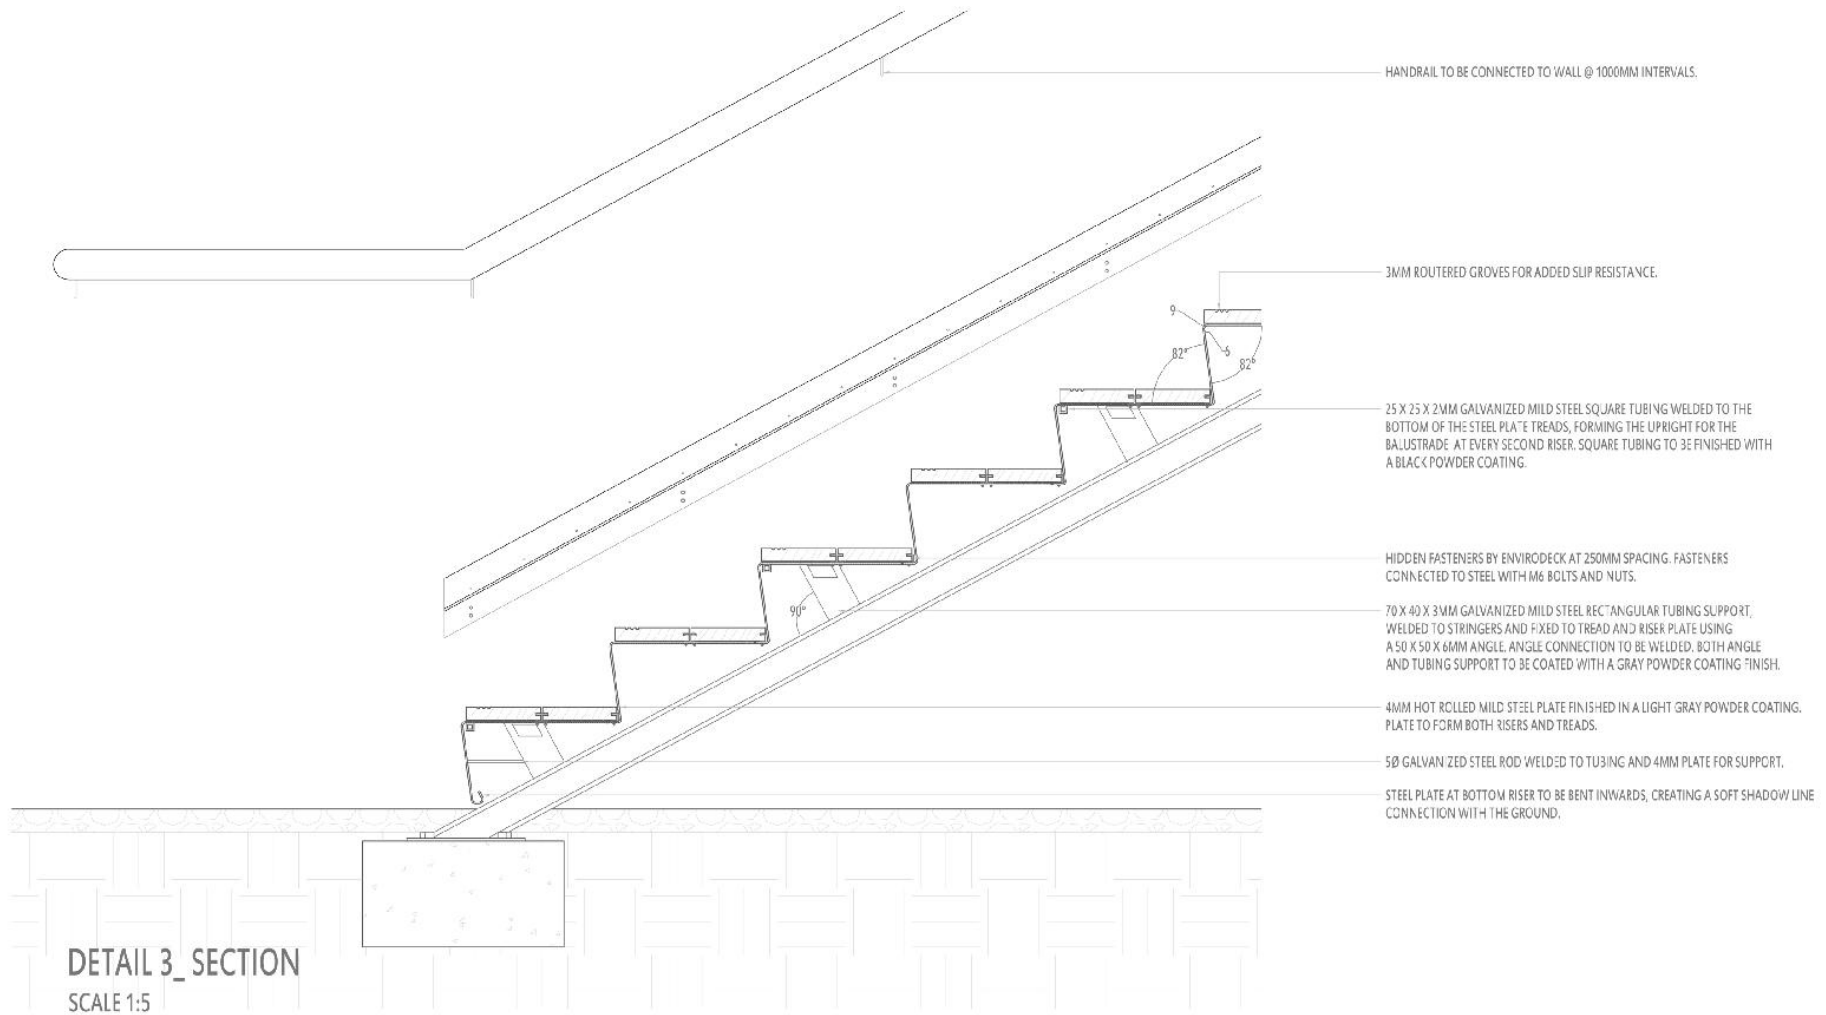 HANDRAIL TO BE CONNECTED TO WALL @ 1000MM INTERVALS.
3MM ROUTERED GROVES FOR ADDED SLIP RESISTANCE.
9
82°
6
82°
25 X 25 X 2MM GALVANIZED MILD STEEL SQUARE TUBING WELDED TO THE
BOTTOM OF THE STEEL PLATE TREADS, FORMING THE UPRIGHT FOR THE
BALUSTRADE AT EVERY SECOND RISER. SQUARE TUBING TO BE FINISHED WITH
A BLACK POWDER COATING.
HIDDEN FASTENERS BY ENVIRODECK AT 250MM SPACING. FASTENERS
CONNECTED TO STEEL WITH M6 BOLTS AND NUTS.
90°
70 X 40 X 3MM GALVANIZED MILD STEEL RECTANGULAR TUBING SUPPORT,
WELDED TO STRINGERS AND FIXED TO TREAD AND RISER PLATE USING
A 50 X 50 X 6MM ANGLE. ANGLE CONNECTION TO BE WELDED. BOTH ANGLE
AND TUBING SUPPORT TO BE COATED WITH A GRAY POWDER COATING FINISH.
4MM HOT ROLLED MILD STEEL PLATE FINISHED IN A LIGHT GRAY POWDER COATING.
PLATE TO FORM BOTH RISERS AND TREADS.
5Ø GALVANIZED STEEL ROD WELDED TO TUBING AND 4MM PLATE FOR SUPPORT.
STEEL PLATE AT BOTTOM RISER TO BE BENT INWARDS, CREATING A SOFT SHADOW LINE
CONNECTION WITH THE GROUND.
DETAIL 3_ SECTION
SCALE 1:5